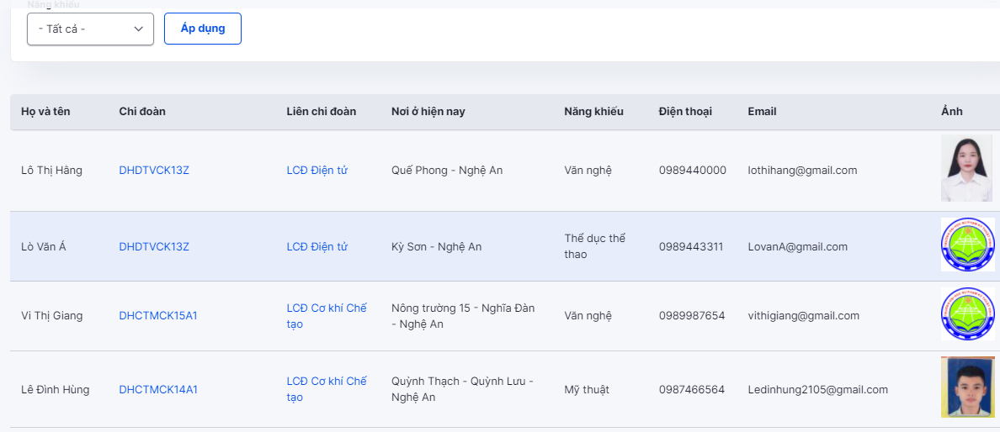 Năng khiếu
- Tất cả -
Áp dụng
Họ và tên Chi đoàn Liên chi đoàn Nơi ở hiện nay Năng khiếu Điện thoại Email Ảnh
Lô Thị Hằng DHDTVCK13Z LCĐ Điện tử Quế Phong - Nghệ An Văn nghệ 0989440000 lothihang@gmail.com
Lò Văn Á DHDTVCK13Z LCĐ Điện tử Kỳ Sơn - Nghệ An Thể dục thể
thao 0989443311 LovanA@gmail.com
Vi Thị Giang DHCTMCK15A1 LCĐ Cơ khí Chế
tạo Nông trường 15 - Nghĩa Đàn
- Nghệ An Văn nghệ 0989987654 vithigiang@gmail.com
Lê Đình Hùng DHCTMCK14A1 LCĐ Cơ khí Chế
tạo Quỳnh Thạch - Quỳnh Lưu -
Nghệ An Mỹ thuật 0987466564 Ledinhung2105@gmail.com